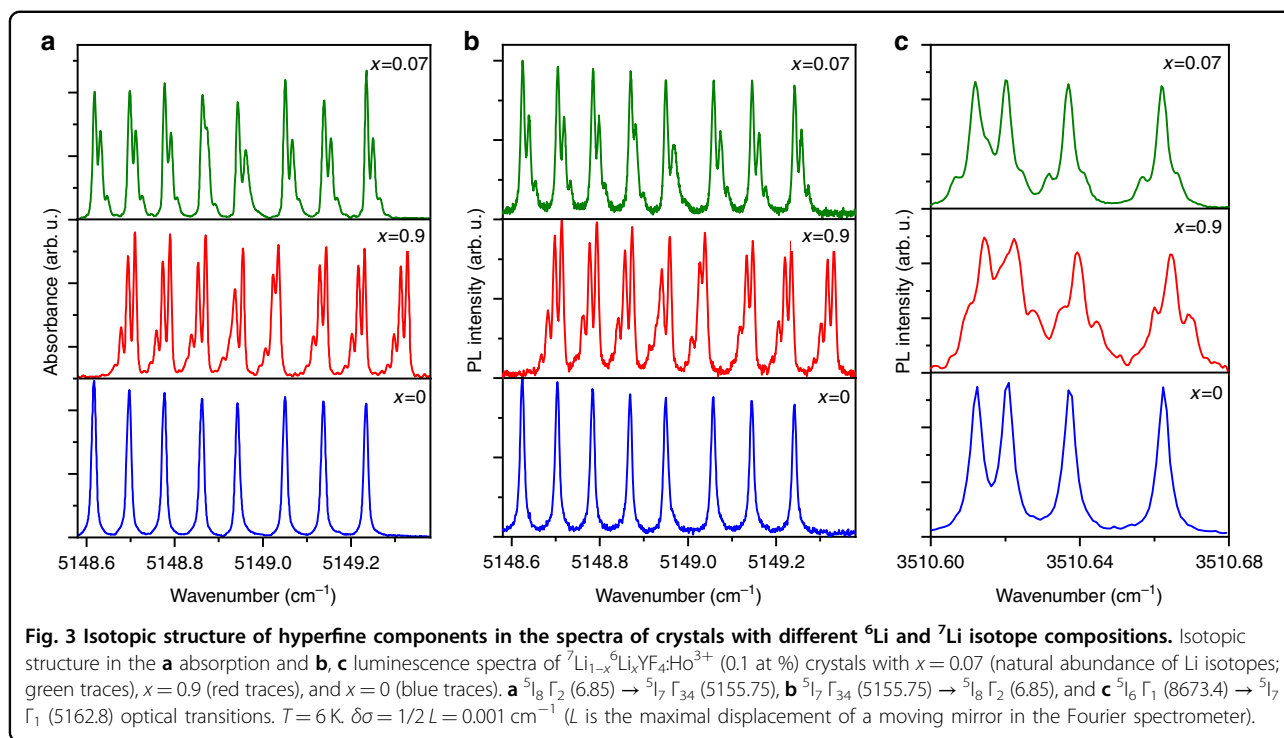 a
b
c
x=0.07
x=0.07
x=0.07
x=0.9
x=0.9
x=0.9
x=0
x=0
x=0
Absorbance (arb. u.)
PL intensity (arb. u.)
PL intensity (arb. u.)
5148.6 5148.8 5149.0 5149.2
5148.6 5148.8 5149.0 5149.2
3510.60 3510.64 3510.68
Wavenumber (cm⁻¹)
Wavenumber (cm⁻¹)
Wavenumber (cm⁻¹)
Fig. 3 Isotopic structure of hyperfine components in the spectra of crystals with different ⁶Li and ⁷Li isotope compositions. Isotopic
structure in the a absorption and b, c luminescence spectra of ⁷Li₁₋ₓ⁶LiₓYF₄:Ho³⁺ (0.1 at %) crystals with x = 0.07 (natural abundance of Li isotopes;
green traces), x = 0.9 (red traces), and x = 0 (blue traces). a ⁵I₈ Γ₂ (6.85) → ⁵I₇ Γ₃₄ (5155.75), b ⁵I₇ Γ₃₄ (5155.75) → ⁵I₈ Γ₂ (6.85), and c ⁵I₆ Γ₁ (8673.4) → ⁵I₇
Γ₁ (5162.8) optical transitions. T = 6 K. δσ = 1/2 L = 0.001 cm⁻¹ (L is the maximal displacement of a moving mirror in the Fourier spectrometer).